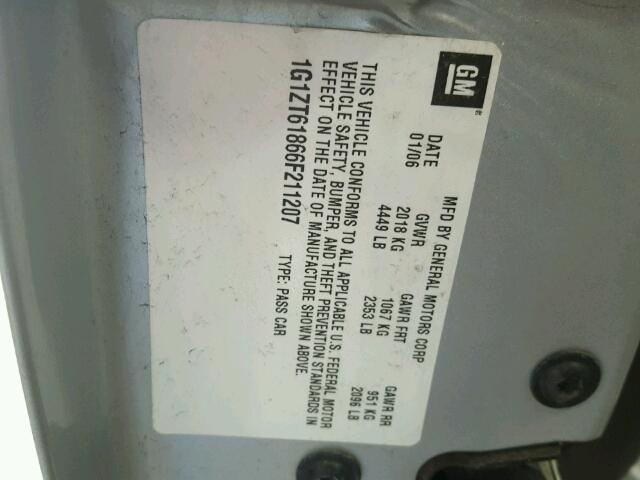 GM
MFD BY GENERAL MOTORS CORP
DATE GVWR GAWR FRT GAWR RR
01/06 2018 KG 1067 KG 951 KG
4449 LB 2353 LB 2096 LB
THIS VEHICLE CONFORMS TO ALL APPLICABLE U.S. FEDERAL MOTOR
VEHICLE SAFETY, BUMPER, AND THEFT PREVENTION STANDARDS IN
EFFECT ON THE DATE OF MANUFACTURE SHOWN ABOVE.
1G1ZT61866F211207 TYPE: PASS CAR